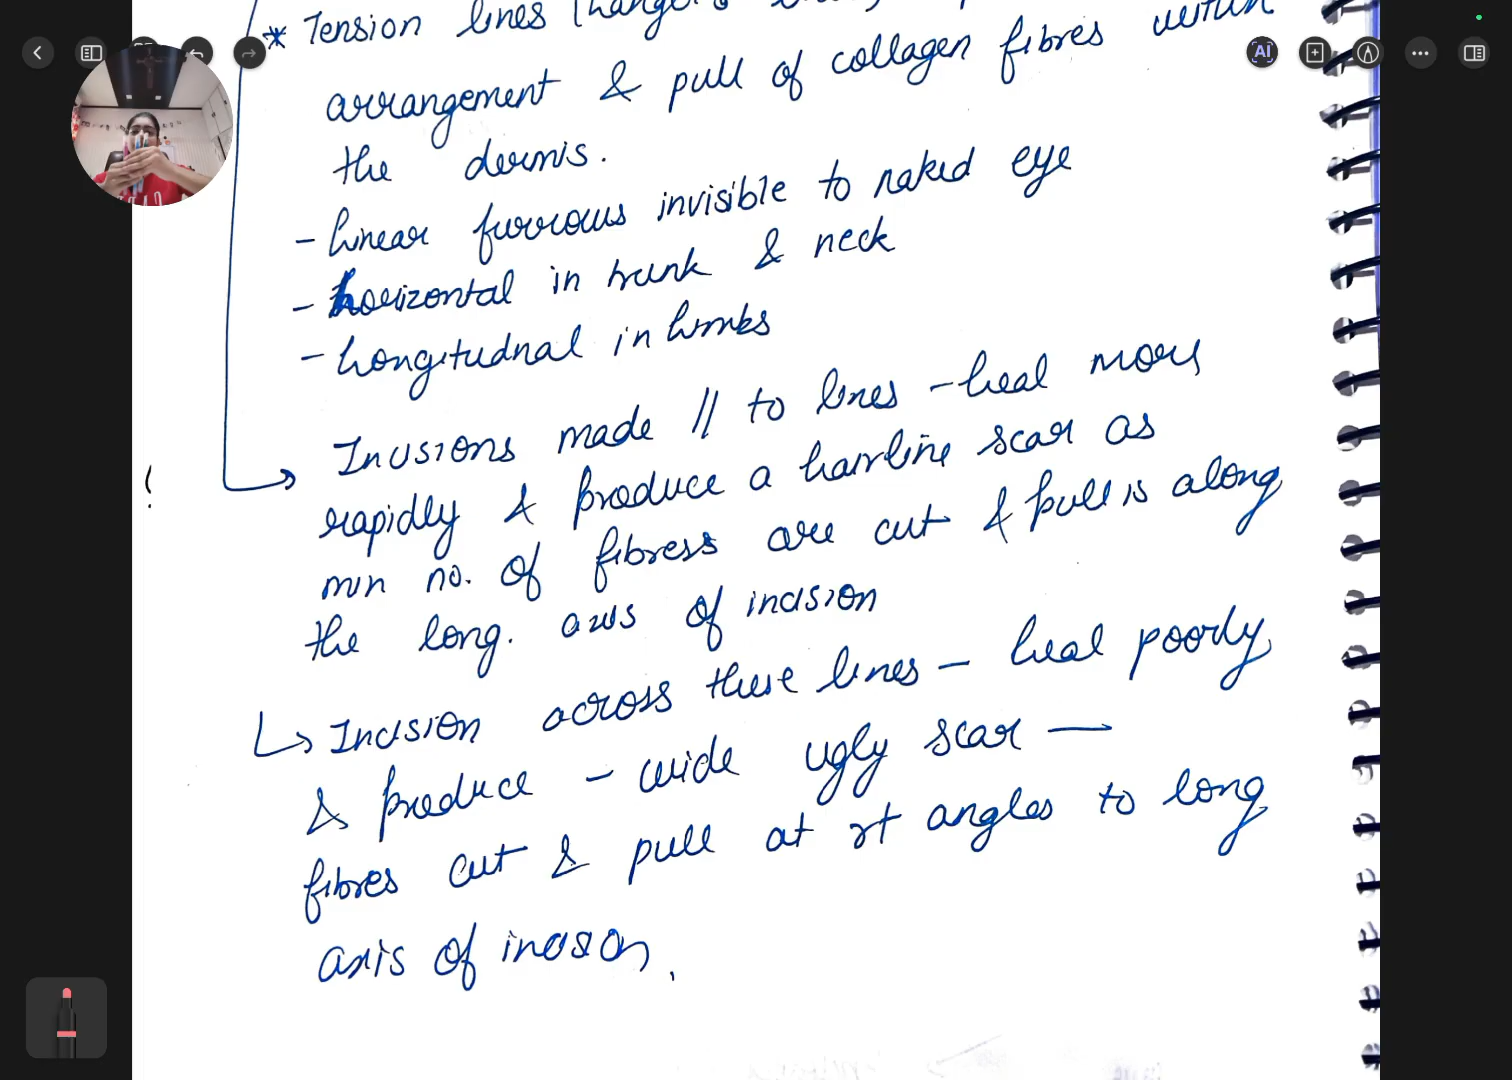 * Tension lines
arrangement & pull of collagen fibres within
the dermis.
- linear furrows invisible to naked eye
- horizontal in trunk & neck
- Longitudnal in limbs
Incisions made // to lines - heal more
rapidly & produce a hairline scar as
min no. of fibress are cut & pull is along
the long. axis of incision
↳ Incision across these lines - heal poorly
& produce - wide ugly scar —
fibres cut & pull at rt angles to long
axis of incison.
AI